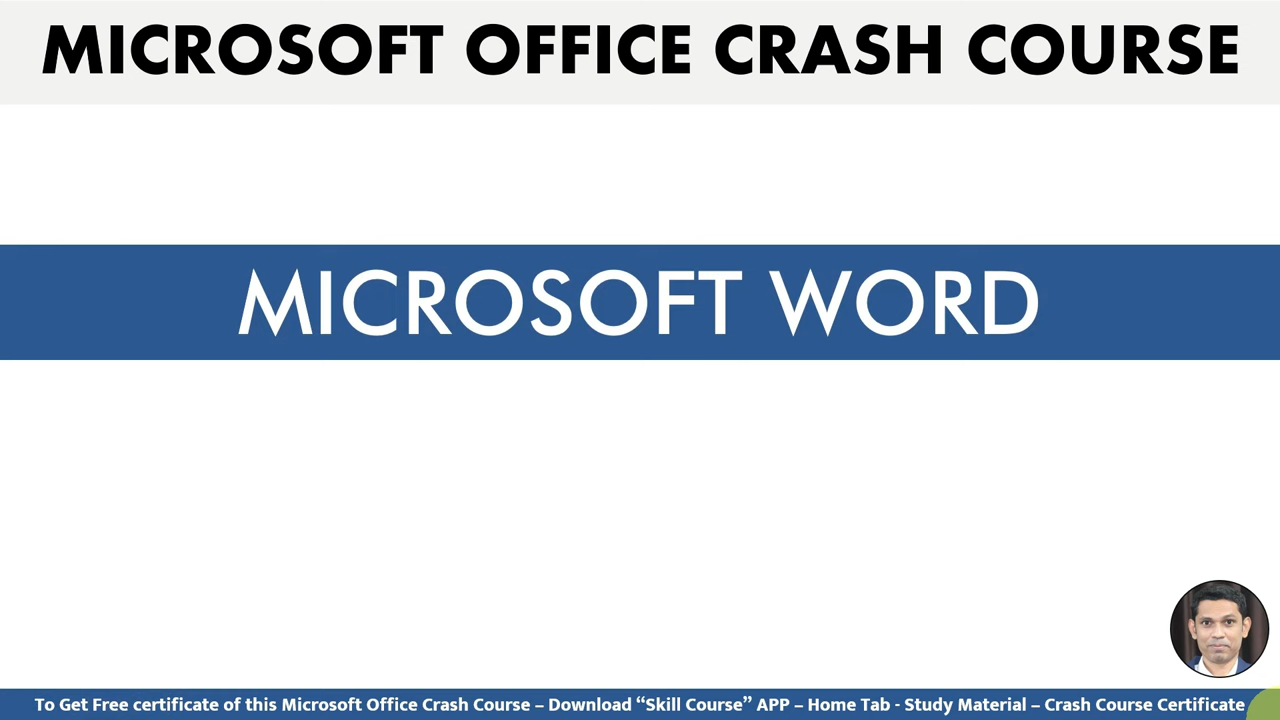 MICROSOFT OFFICE CRASH COURSE
MICROSOFT WORD
To Get Free certificate of this Microsoft Office Crash Course – Download “Skill Course” APP – Home Tab - Study Material – Crash Course Certificate